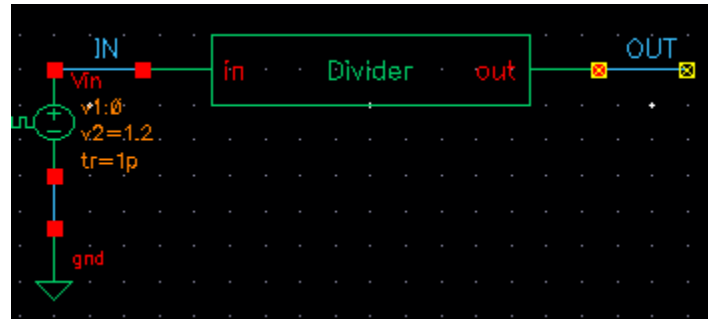 IN
OUT
in
Divider
out
Vin
v1:0
v2=1.2
tr=1p
gnd